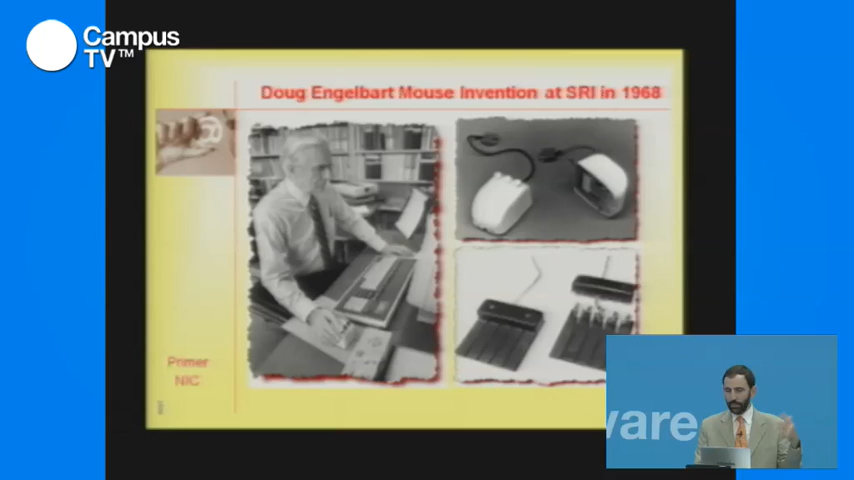 Campus
TV™
Doug Engelbart Mouse Invention at SRI in 1968
Primer
NIC
ware